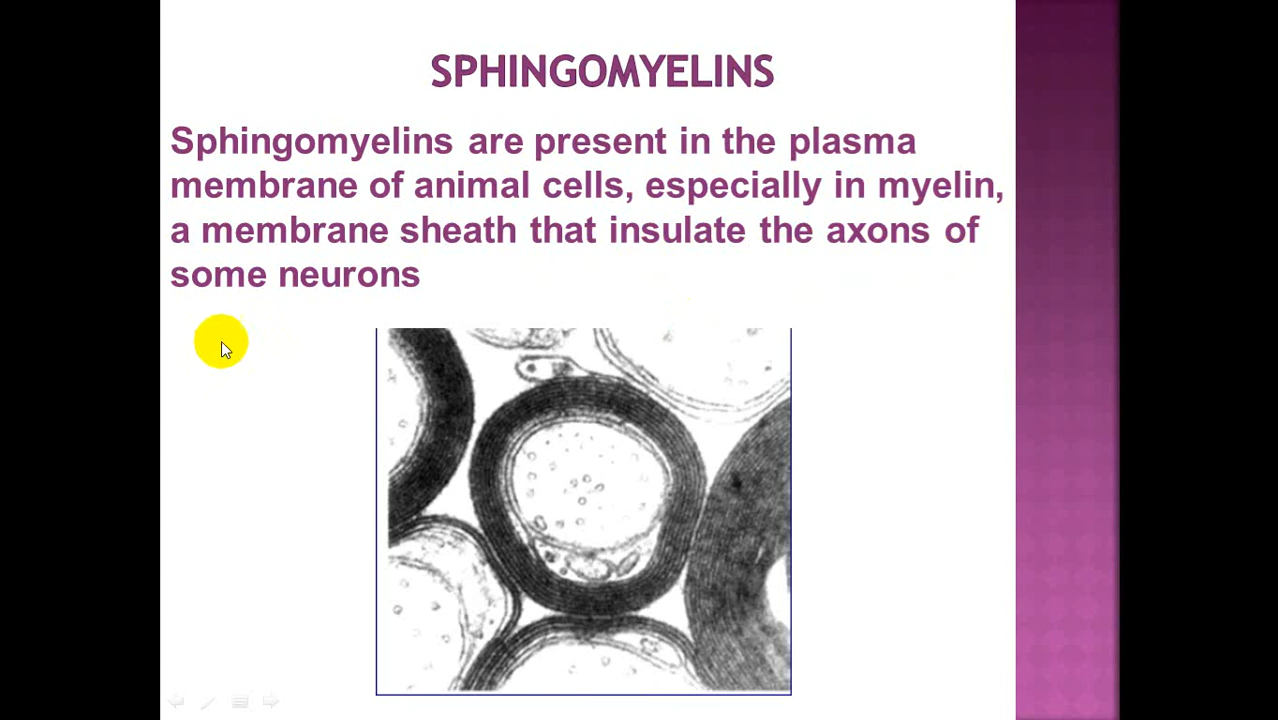 SPHINGOMYELINS
Sphingomyelins are present in the plasma
membrane of animal cells, especially in myelin,
a membrane sheath that insulate the axons of
some neurons